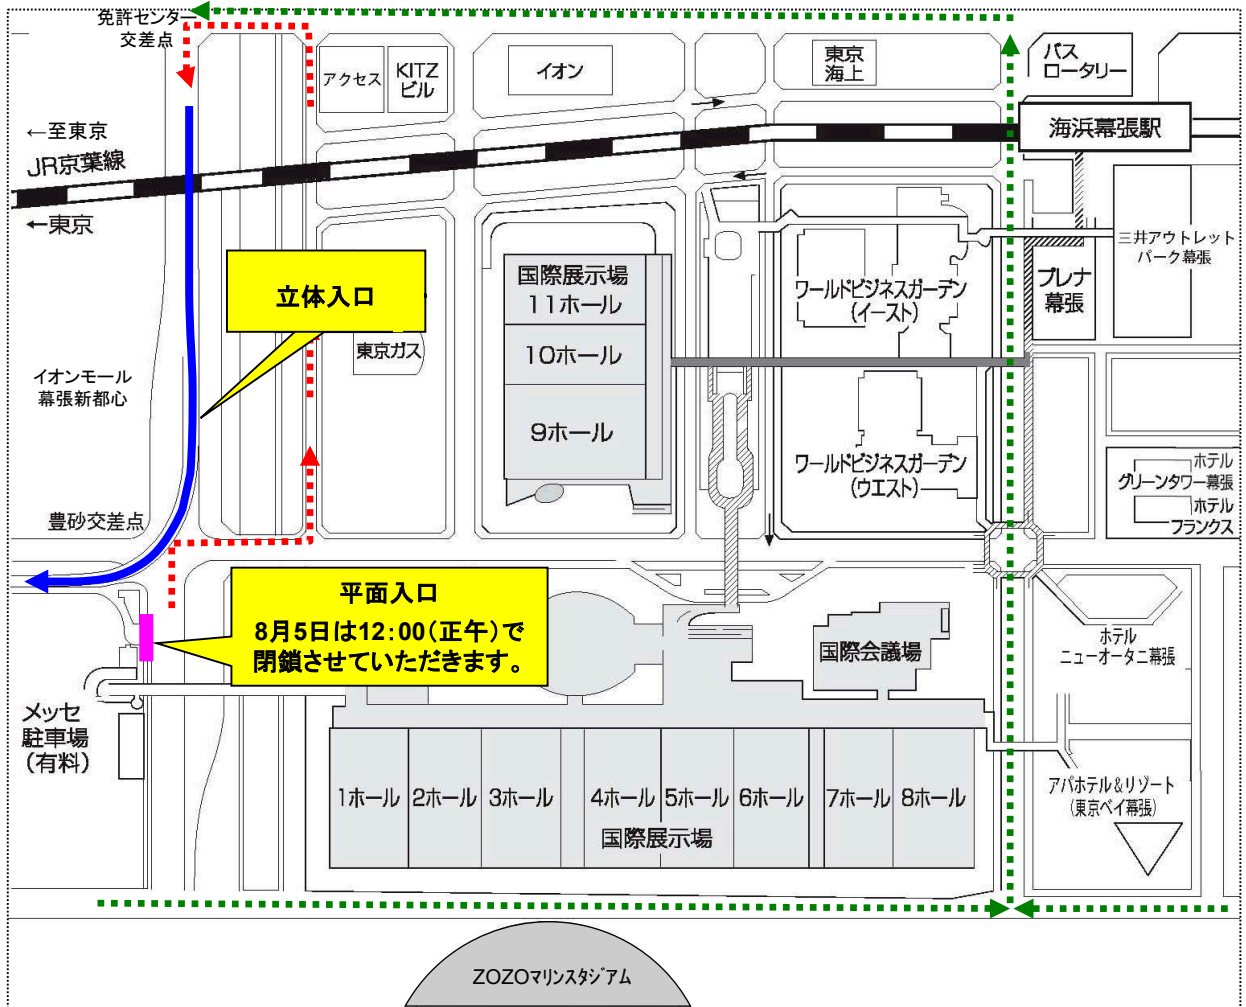 免許センター
交差点
アクセス
KITZ
ビル
イオン
東京
海上
バス
ロータリー
←至東京
JR京葉線
←東京
海浜幕張駅
三井アウトレット
パーク幕張
プレナ
幕張
国際展示場
11ホール
10ホール
9ホール
ワールドビジネスガーデン
(イースト)
立体入口
東京ガス
イオンモール
幕張新都心
ワールドビジネスガーデン
(ウエスト)
ホテル
グリーンタワー幕張
ホテル
フランクス
豊砂交差点
平面入口
8月5日は12:00(正午)で
閉鎖させていただきます。
国際会議場
ホテル
ニューオータニ幕張
メッセ
駐車場
(有料)
1ホール
2ホール
3ホール
4ホール
5ホール
6ホール
7ホール
8ホール
国際展示場
アパホテル&リゾート
(東京ベイ幕張)
ZOZOマリンスタジアム